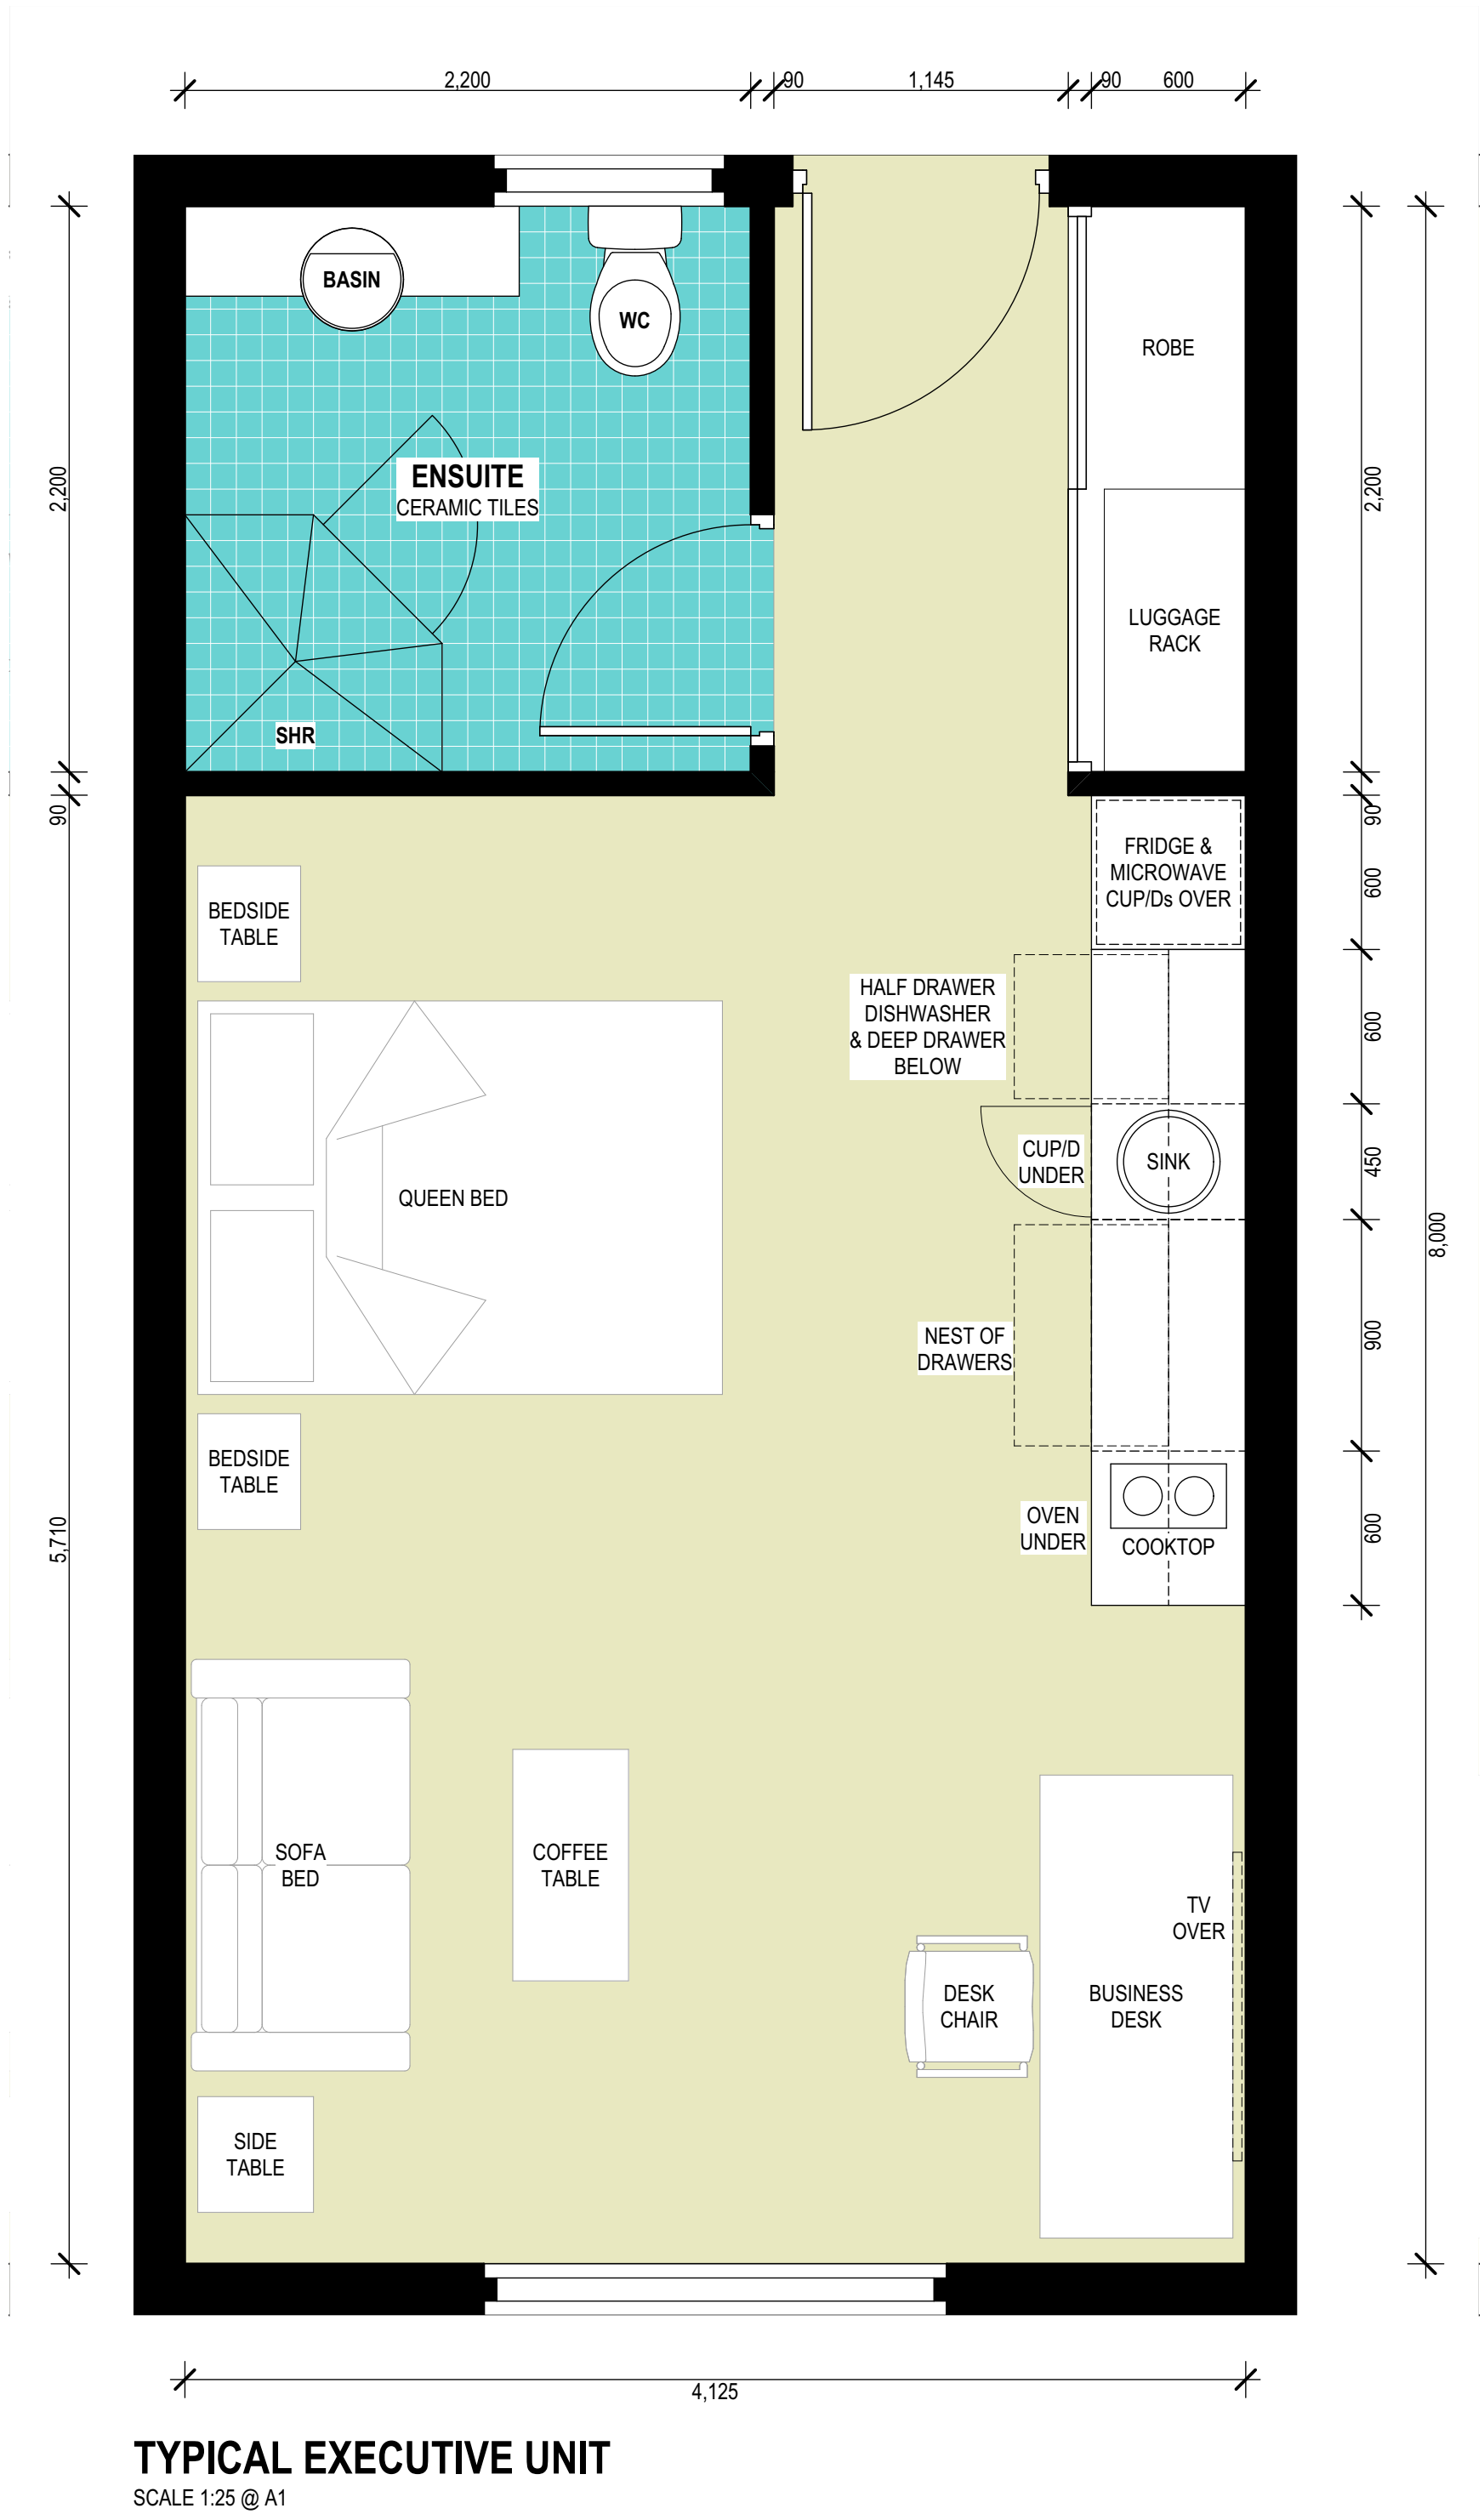 2,200
90
1,145
90
600
BASIN
WC
ROBE
ENSUITE
CERAMIC TILES
2,200
2,200
LUGGAGE
RACK
SHR
90
90
FRIDGE &
MICROWAVE
CUP/Ds OVER
600
BEDSIDE
TABLE
HALF DRAWER
DISHWASHER
& DEEP DRAWER
BELOW
600
CUP/D
UNDER
SINK
450
QUEEN BED
8,000
NEST OF
DRAWERS
900
BEDSIDE
TABLE
5,710
OVEN
UNDER
COOKTOP
600
SOFA
BED
COFFEE
TABLE
TV
OVER
DESK
CHAIR
BUSINESS
DESK
SIDE
TABLE
4,125
TYPICAL EXECUTIVE UNIT
SCALE 1:25 @ A1